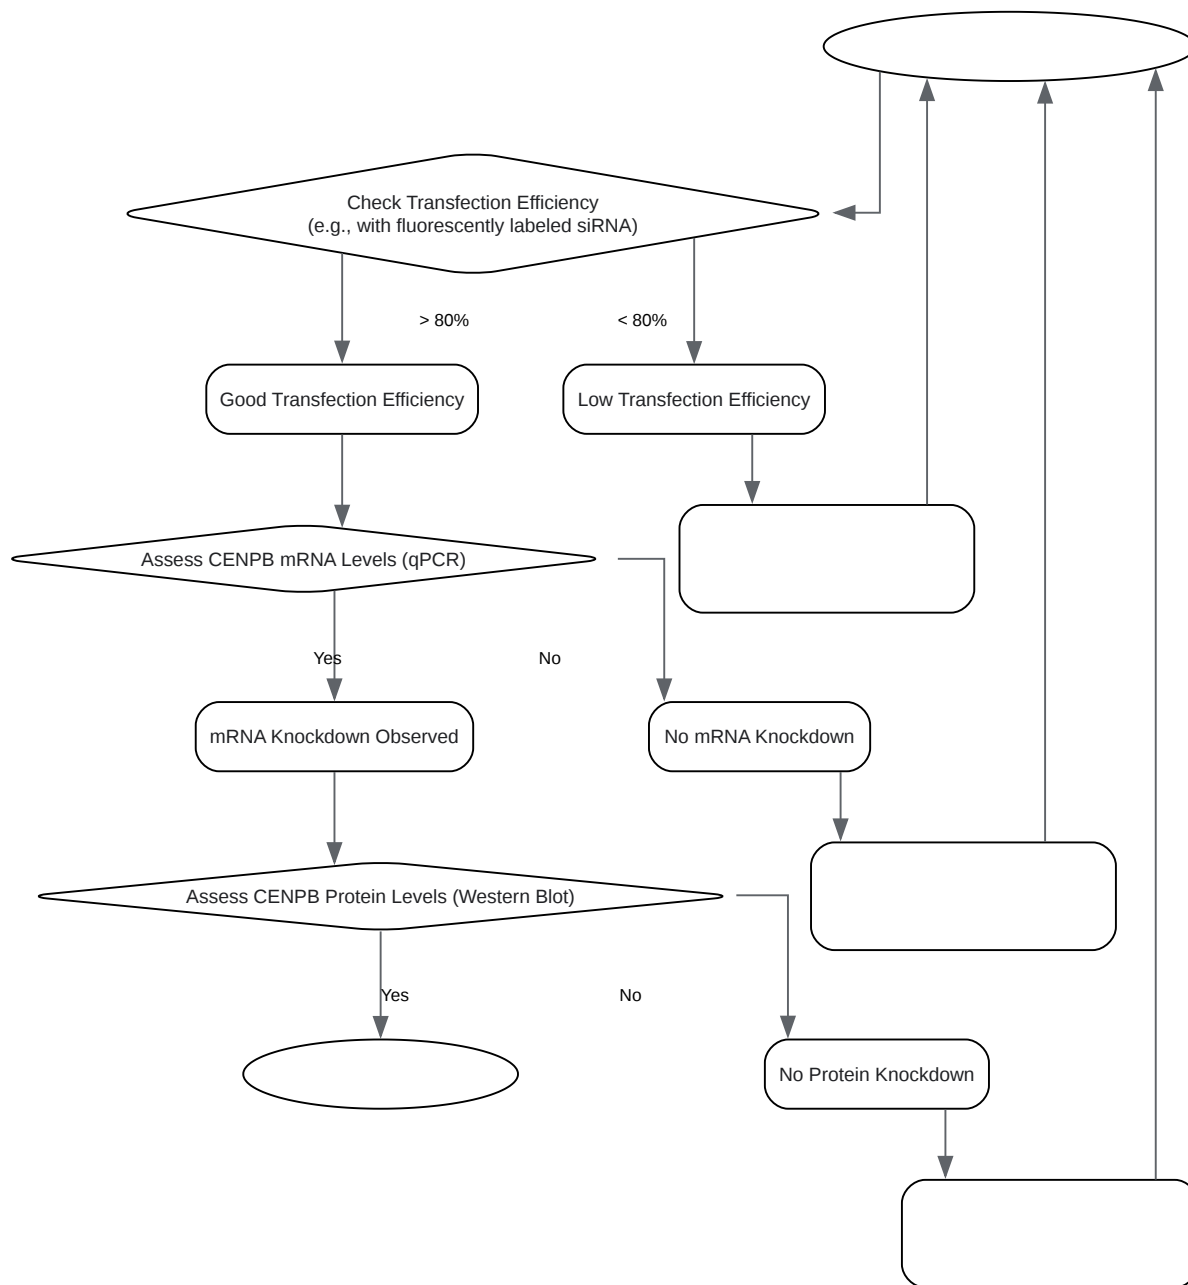 Check Transfection Efficiency
(e.g., with fluorescently labeled siRNA)
> 80%
< 80%
Good Transfection Efficiency
Low Transfection Efficiency
Assess CENPB mRNA Levels (qPCR)
Yes
No
mRNA Knockdown Observed
No mRNA Knockdown
Assess CENPB Protein Levels (Western Blot)
Yes
No
No Protein Knockdown